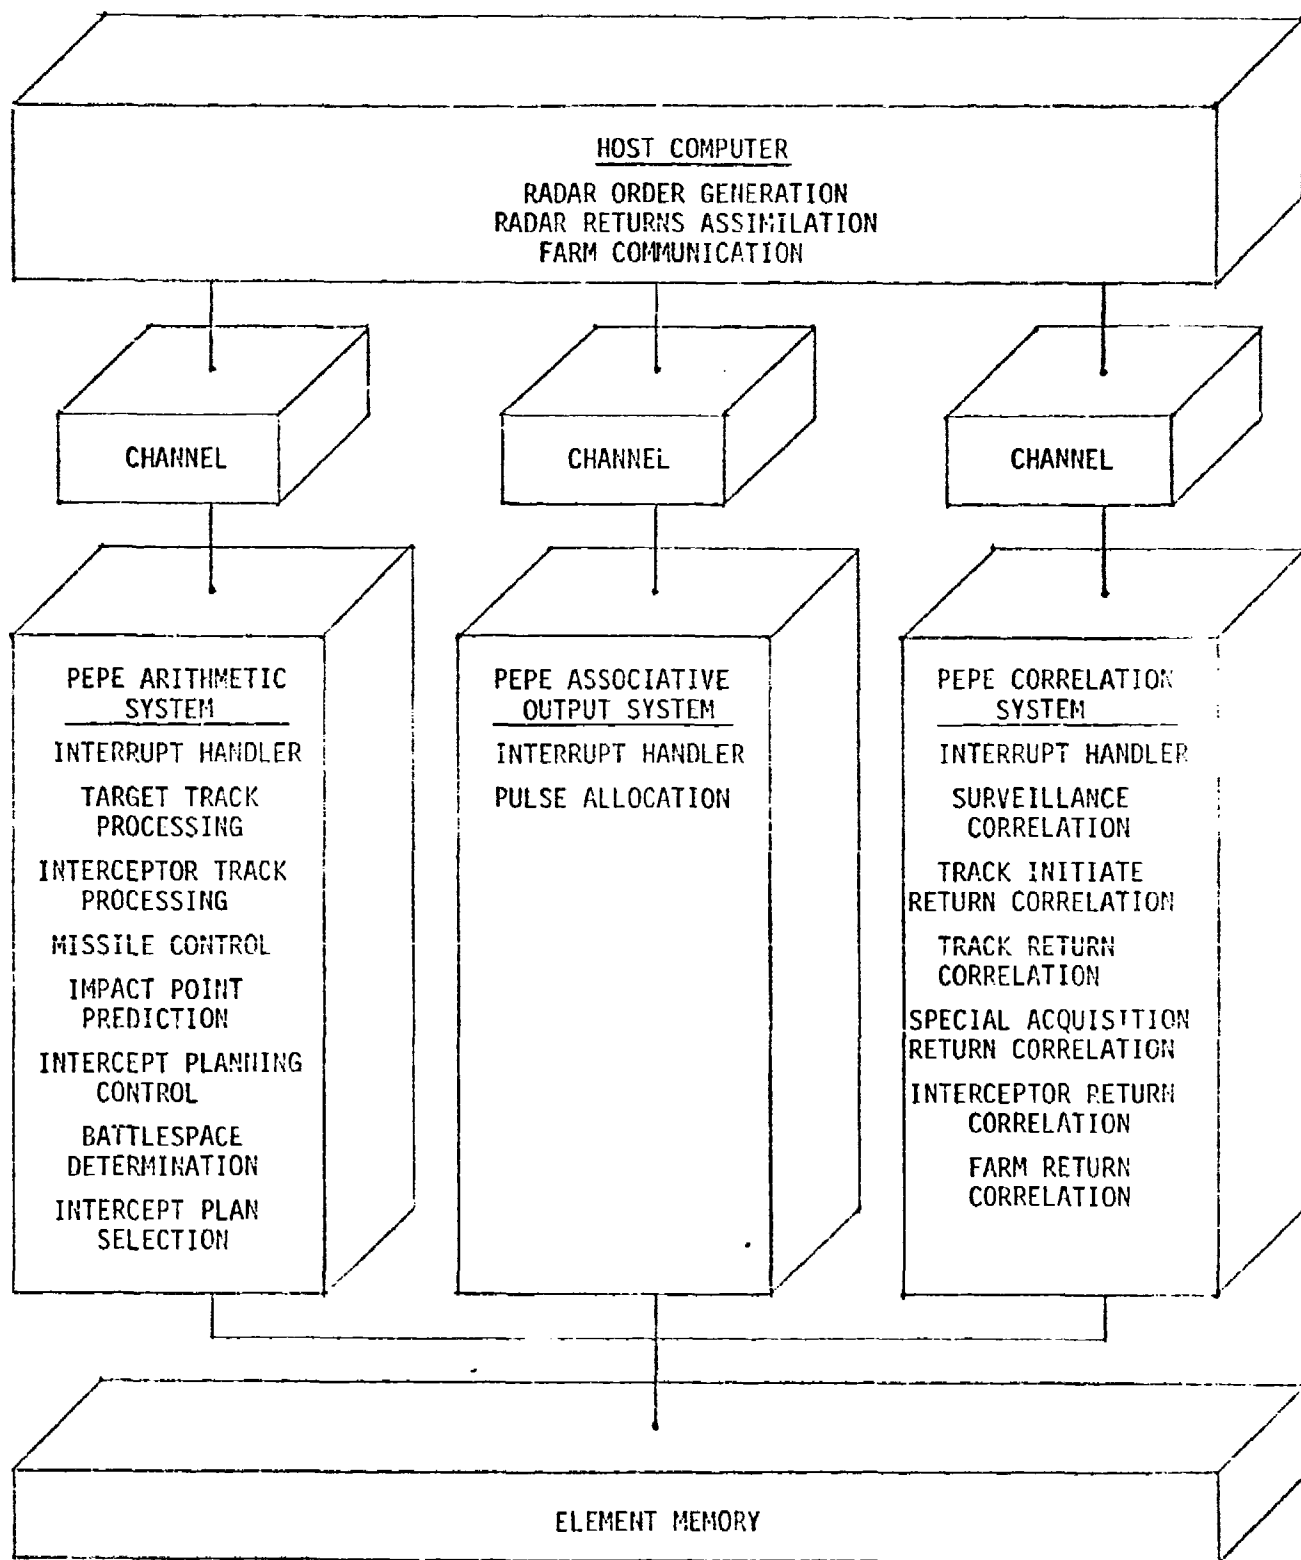 HOST COMPUTER
RADAR ORDER GENERATION
RADAR RETURNS ASSIMILATION
FARM COMMUNICATION
CHANNEL
CHANNEL
CHANNEL
PEPE ARITHMETIC
SYSTEM
INTERRUPT HANDLER
TARGET TRACK
PROCESSING
INTERCEPTOR TRACK
PROCESSING
MISSILE CONTROL
IMPACT POINT
PREDICTION
INTERCEPT PLANNING
CONTROL
BATTLESPACE
DETERMINATION
INTERCEPT PLAN
SELECTION
PEPE ASSOCIATIVE
OUTPUT SYSTEM
INTERRUPT HANDLER
PULSE ALLOCATION
PEPE CORRELATION
SYSTEM
INTERRUPT HANDLER
SURVEILLANCE
CORRELATION
TRACK INITIATE
RETURN CORRELATION
TRACK RETURN
CORRELATION
SPECIAL ACQUISITION
RETURN CORRELATION
INTERCEPTOR RETURN
CORRELATION
FARM RETURN
CORRELATION
ELEMENT MEMORY